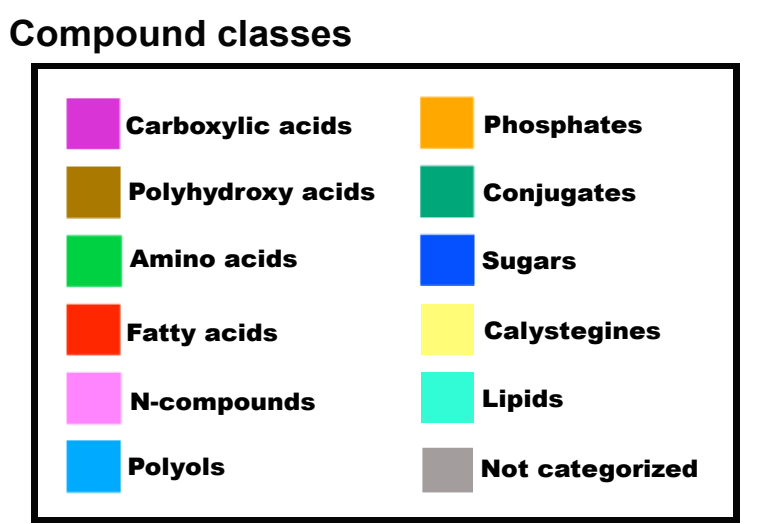 Compound classes
Carboxylic acids
Polyhydroxy acids
Amino acids
Fatty acids
N-compounds
Polyols
Phosphates
Conjugates
Sugars
Calystegines
Lipids
Not categorized